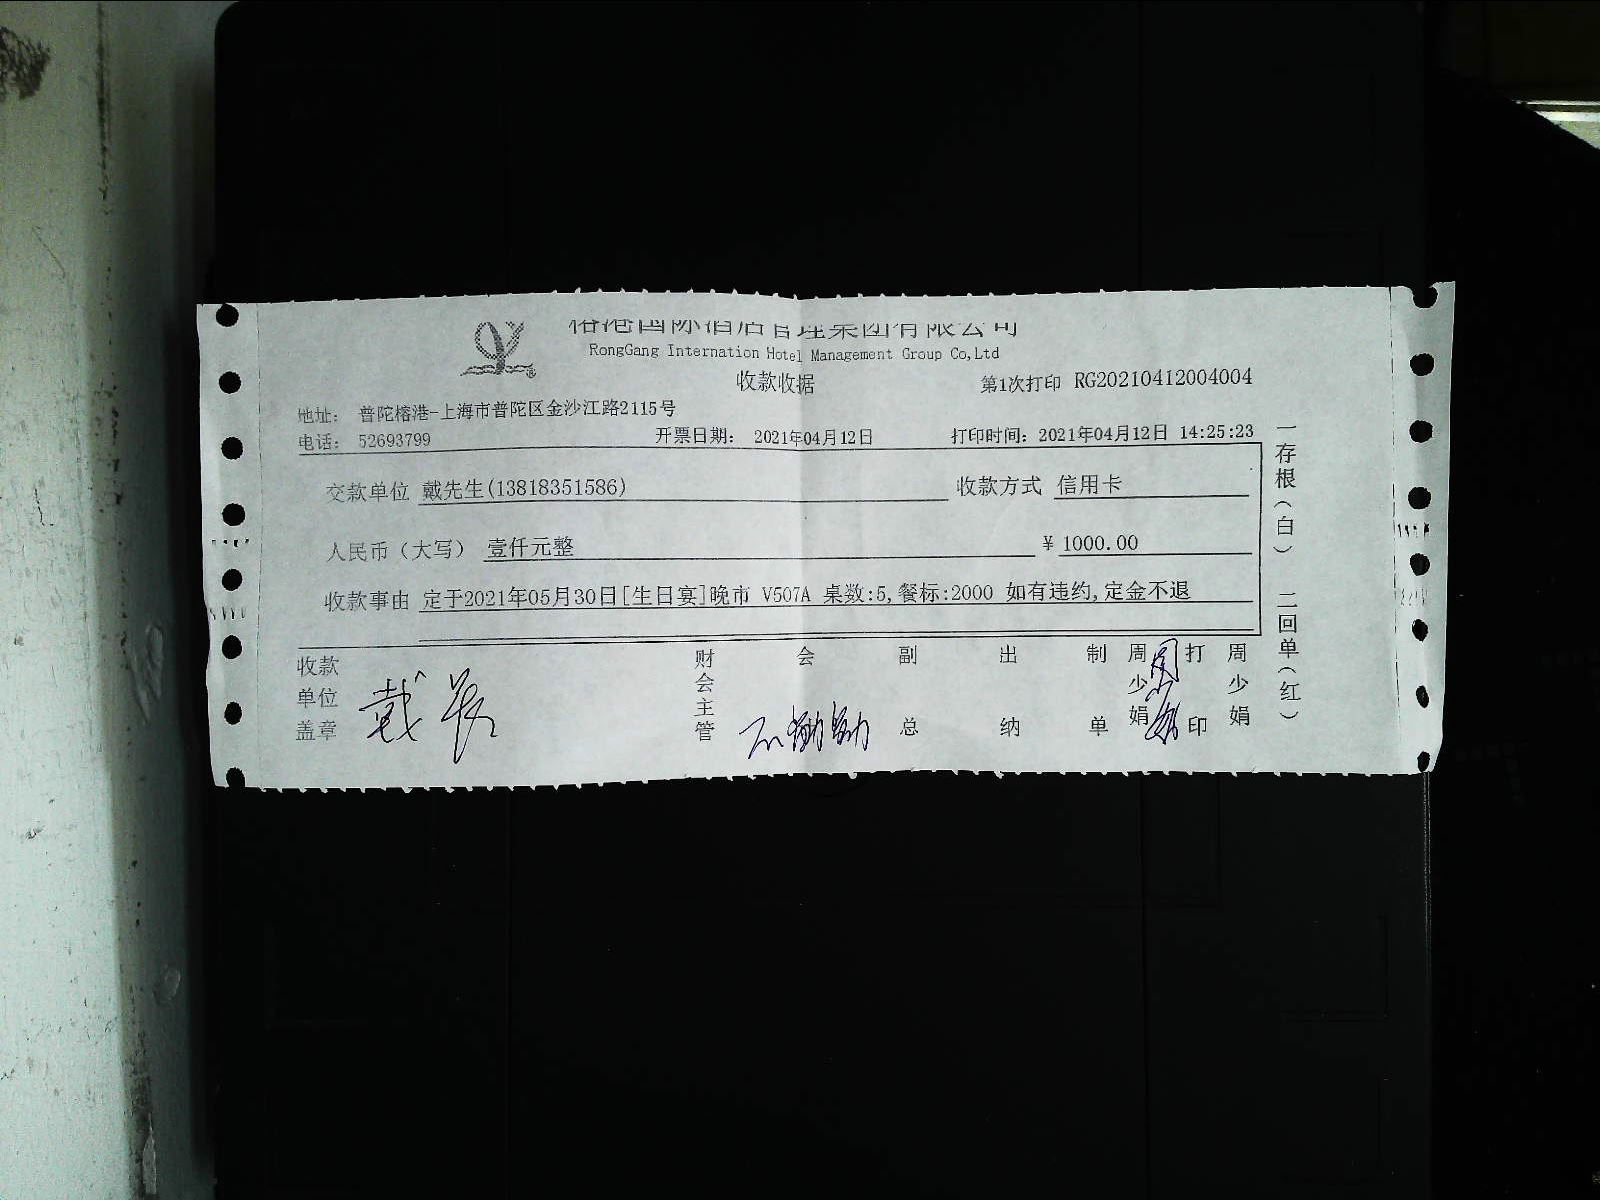 榕港国际酒店管理集团有限公司
RongGang Internation Hotel Management Group Co,Ltd
收款收据
第1次打印 RG20210412004004
地址： 普陀榕港-上海市普陀区金沙江路2115号
电话： 52693799 开票日期： 2021年04月12日 打印时间：2021年04月12日 14:25:23
交款单位 戴先生(13818351586) 收款方式 信用卡
人民币（大写） 壹仟元整 ¥ 1000.00
收款事由 定于2021年05月30日[生日宴]晚市 V507A 桌数:5,餐标:2000 如有违约,定金不退
收款单位盖章 戴
财会主管
会
副总
出纳
制单 周少娟 周少娟
打印 周少娟
一存根（白） 二回单（红）